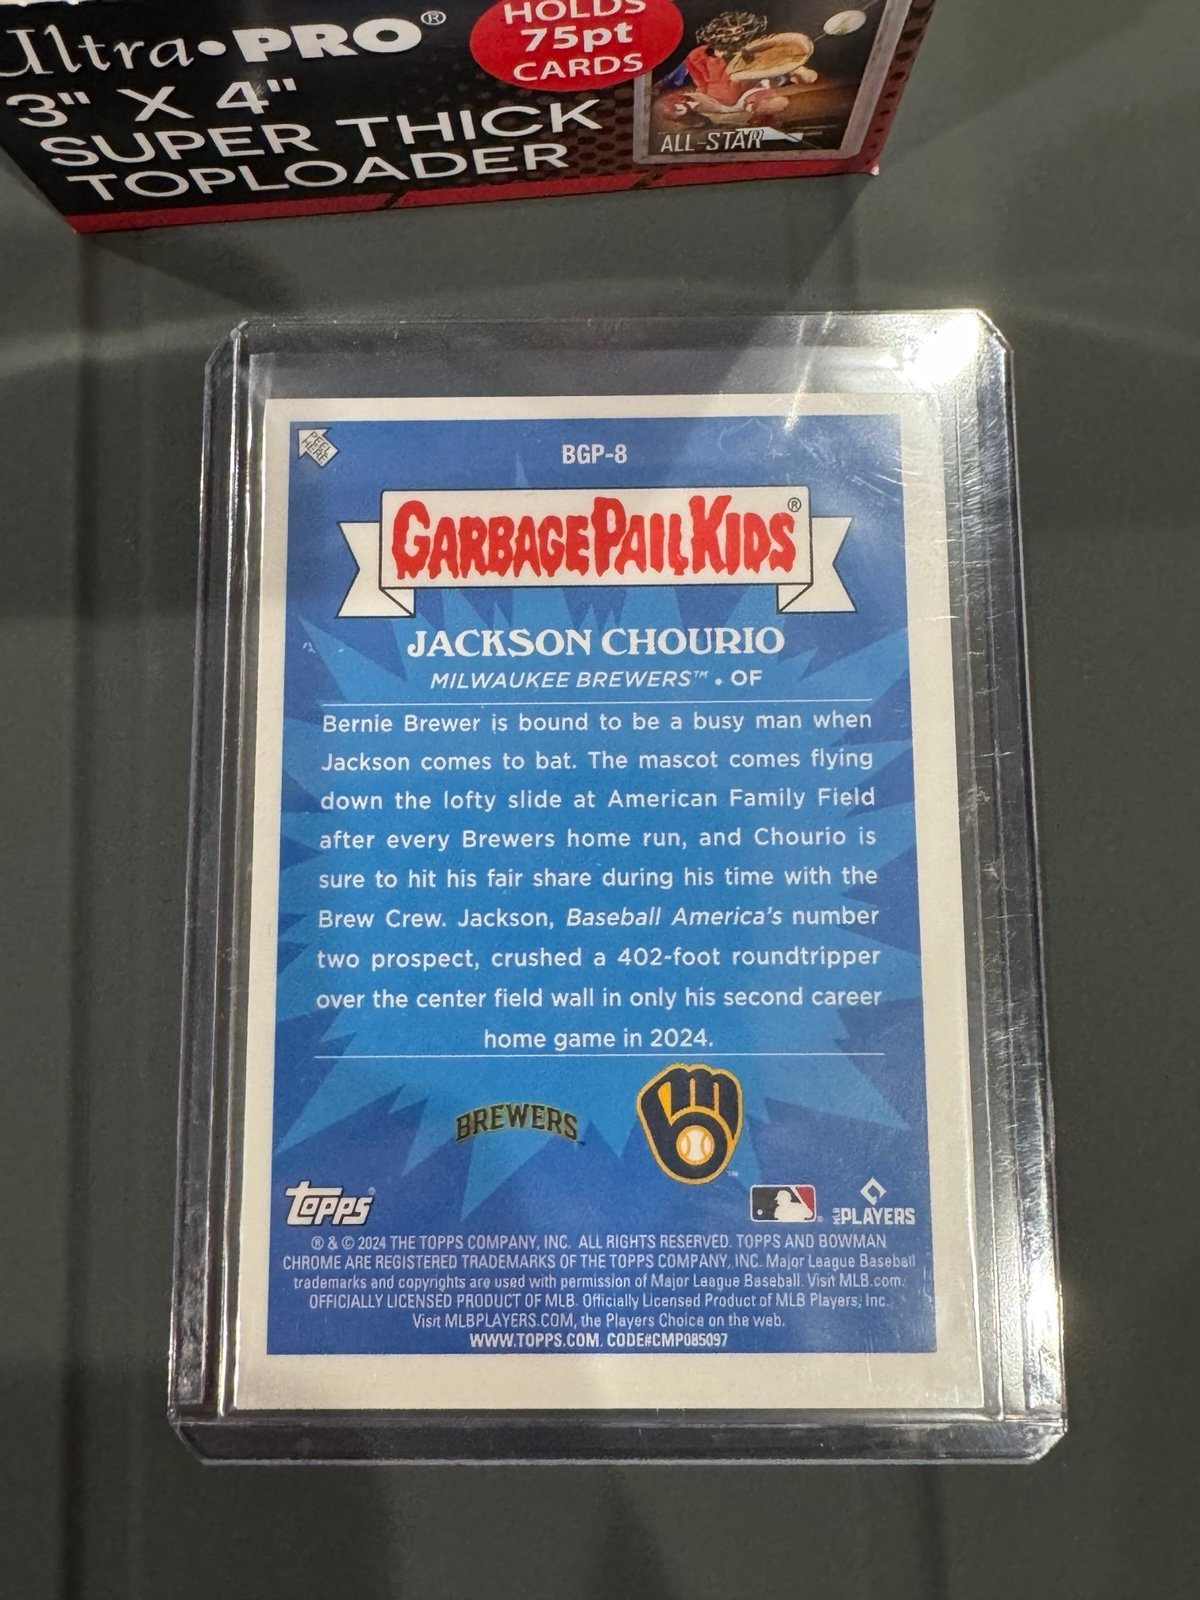 Ultra•PRO®
3" X 4"
SUPER THICK
TOPLOADER
HOLDS
75pt
CARDS
ALL-STAR
PEEL
HERE
BGP-8
GARBAGE PAIL KIDS®
JACKSON CHOURIO
MILWAUKEE BREWERS™ • OF
Bernie Brewer is bound to be a busy man when
Jackson comes to bat. The mascot comes flying
down the lofty slide at American Family Field
after every Brewers home run, and Chourio is
sure to hit his fair share during his time with the
Brew Crew. Jackson, Baseball America's number
two prospect, crushed a 402-foot roundtripper
over the center field wall in only his second career
home game in 2024.
BREWERS™
topps®
MLB PLAYERS
® & © 2024 THE TOPPS COMPANY, INC. ALL RIGHTS RESERVED. TOPPS AND BOWMAN
CHROME ARE REGISTERED TRADEMARKS OF THE TOPPS COMPANY, INC. Major League Baseball
trademarks and copyrights are used with permission of Major League Baseball. Visit MLB.com.
OFFICIALLY LICENSED PRODUCT OF MLB. Officially Licensed Product of MLB Players, Inc.
Visit MLBPLAYERS.COM, the Players Choice on the web.
WWW.TOPPS.COM. CODE#CMP085097